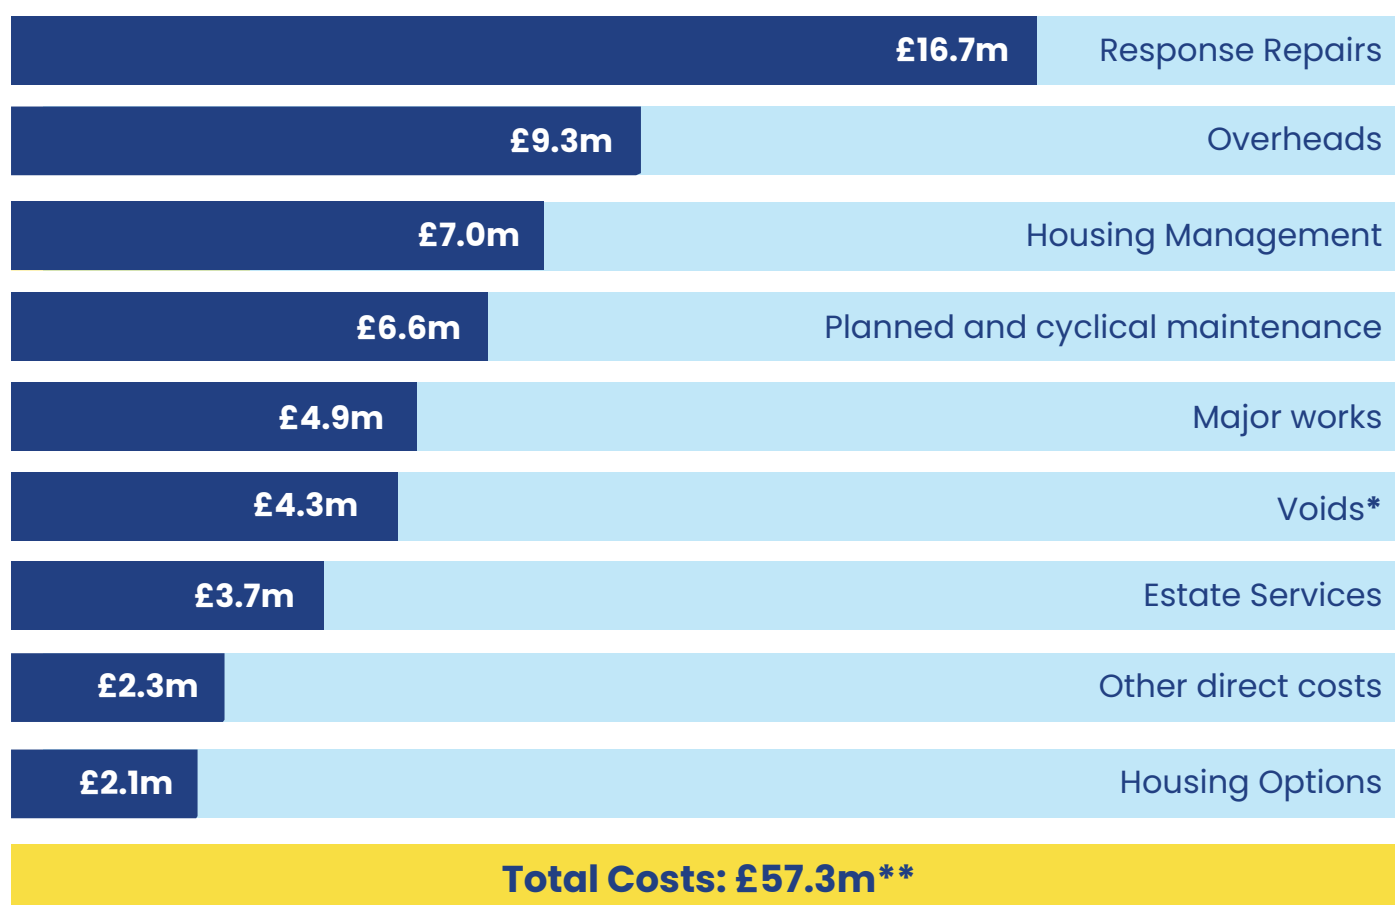 £16.7m Response Repairs
£9.3m Overheads
£7.0m Housing Management
£6.6m Planned and cyclical maintenance
£4.9m Major works
£4.3m Voids*
£3.7m Estate Services
£2.3m Other direct costs
£2.1m Housing Options
Total Costs: £57.3m**